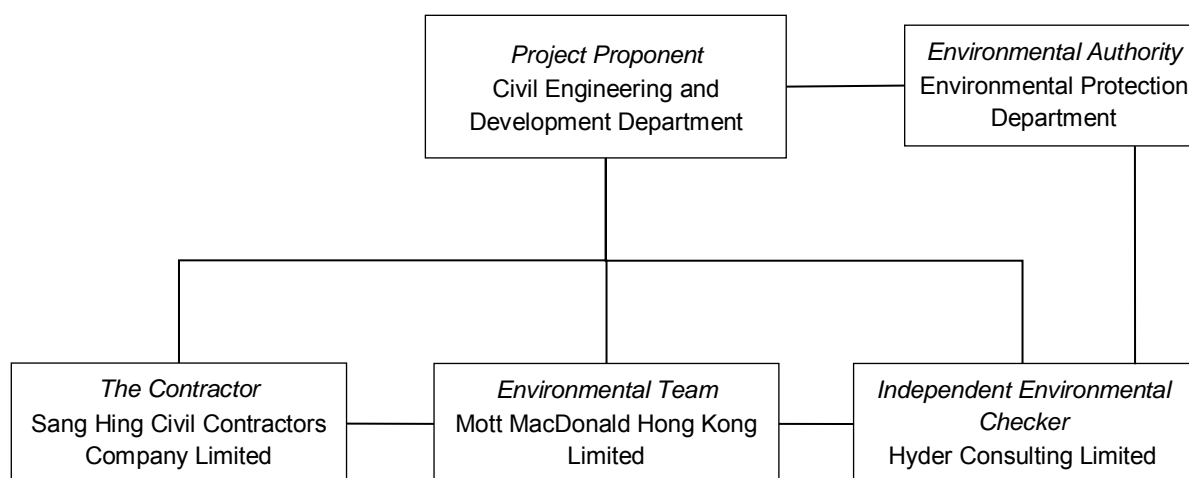 Project Proponent
Civil Engineering and
Development Department
Environmental Authority
Environmental Protection
Department
The Contractor
Sang Hing Civil Contractors
Company Limited
Environmental Team
Mott MacDonald Hong Kong
Limited
Independent Environmental
Checker
Hyder Consulting Limited